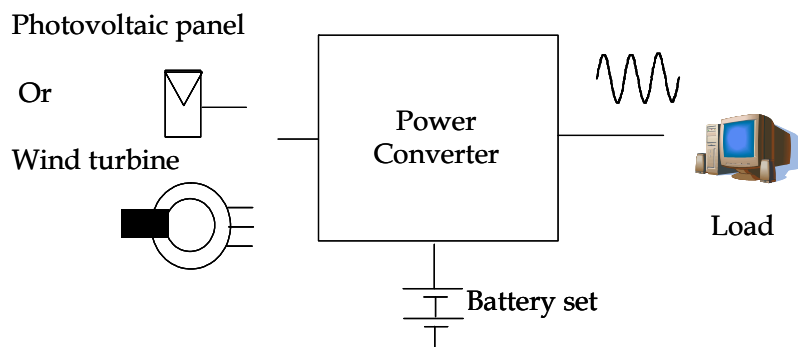 Photovoltaic panel
Or
Wind turbine
Power
Converter
Load
Battery set